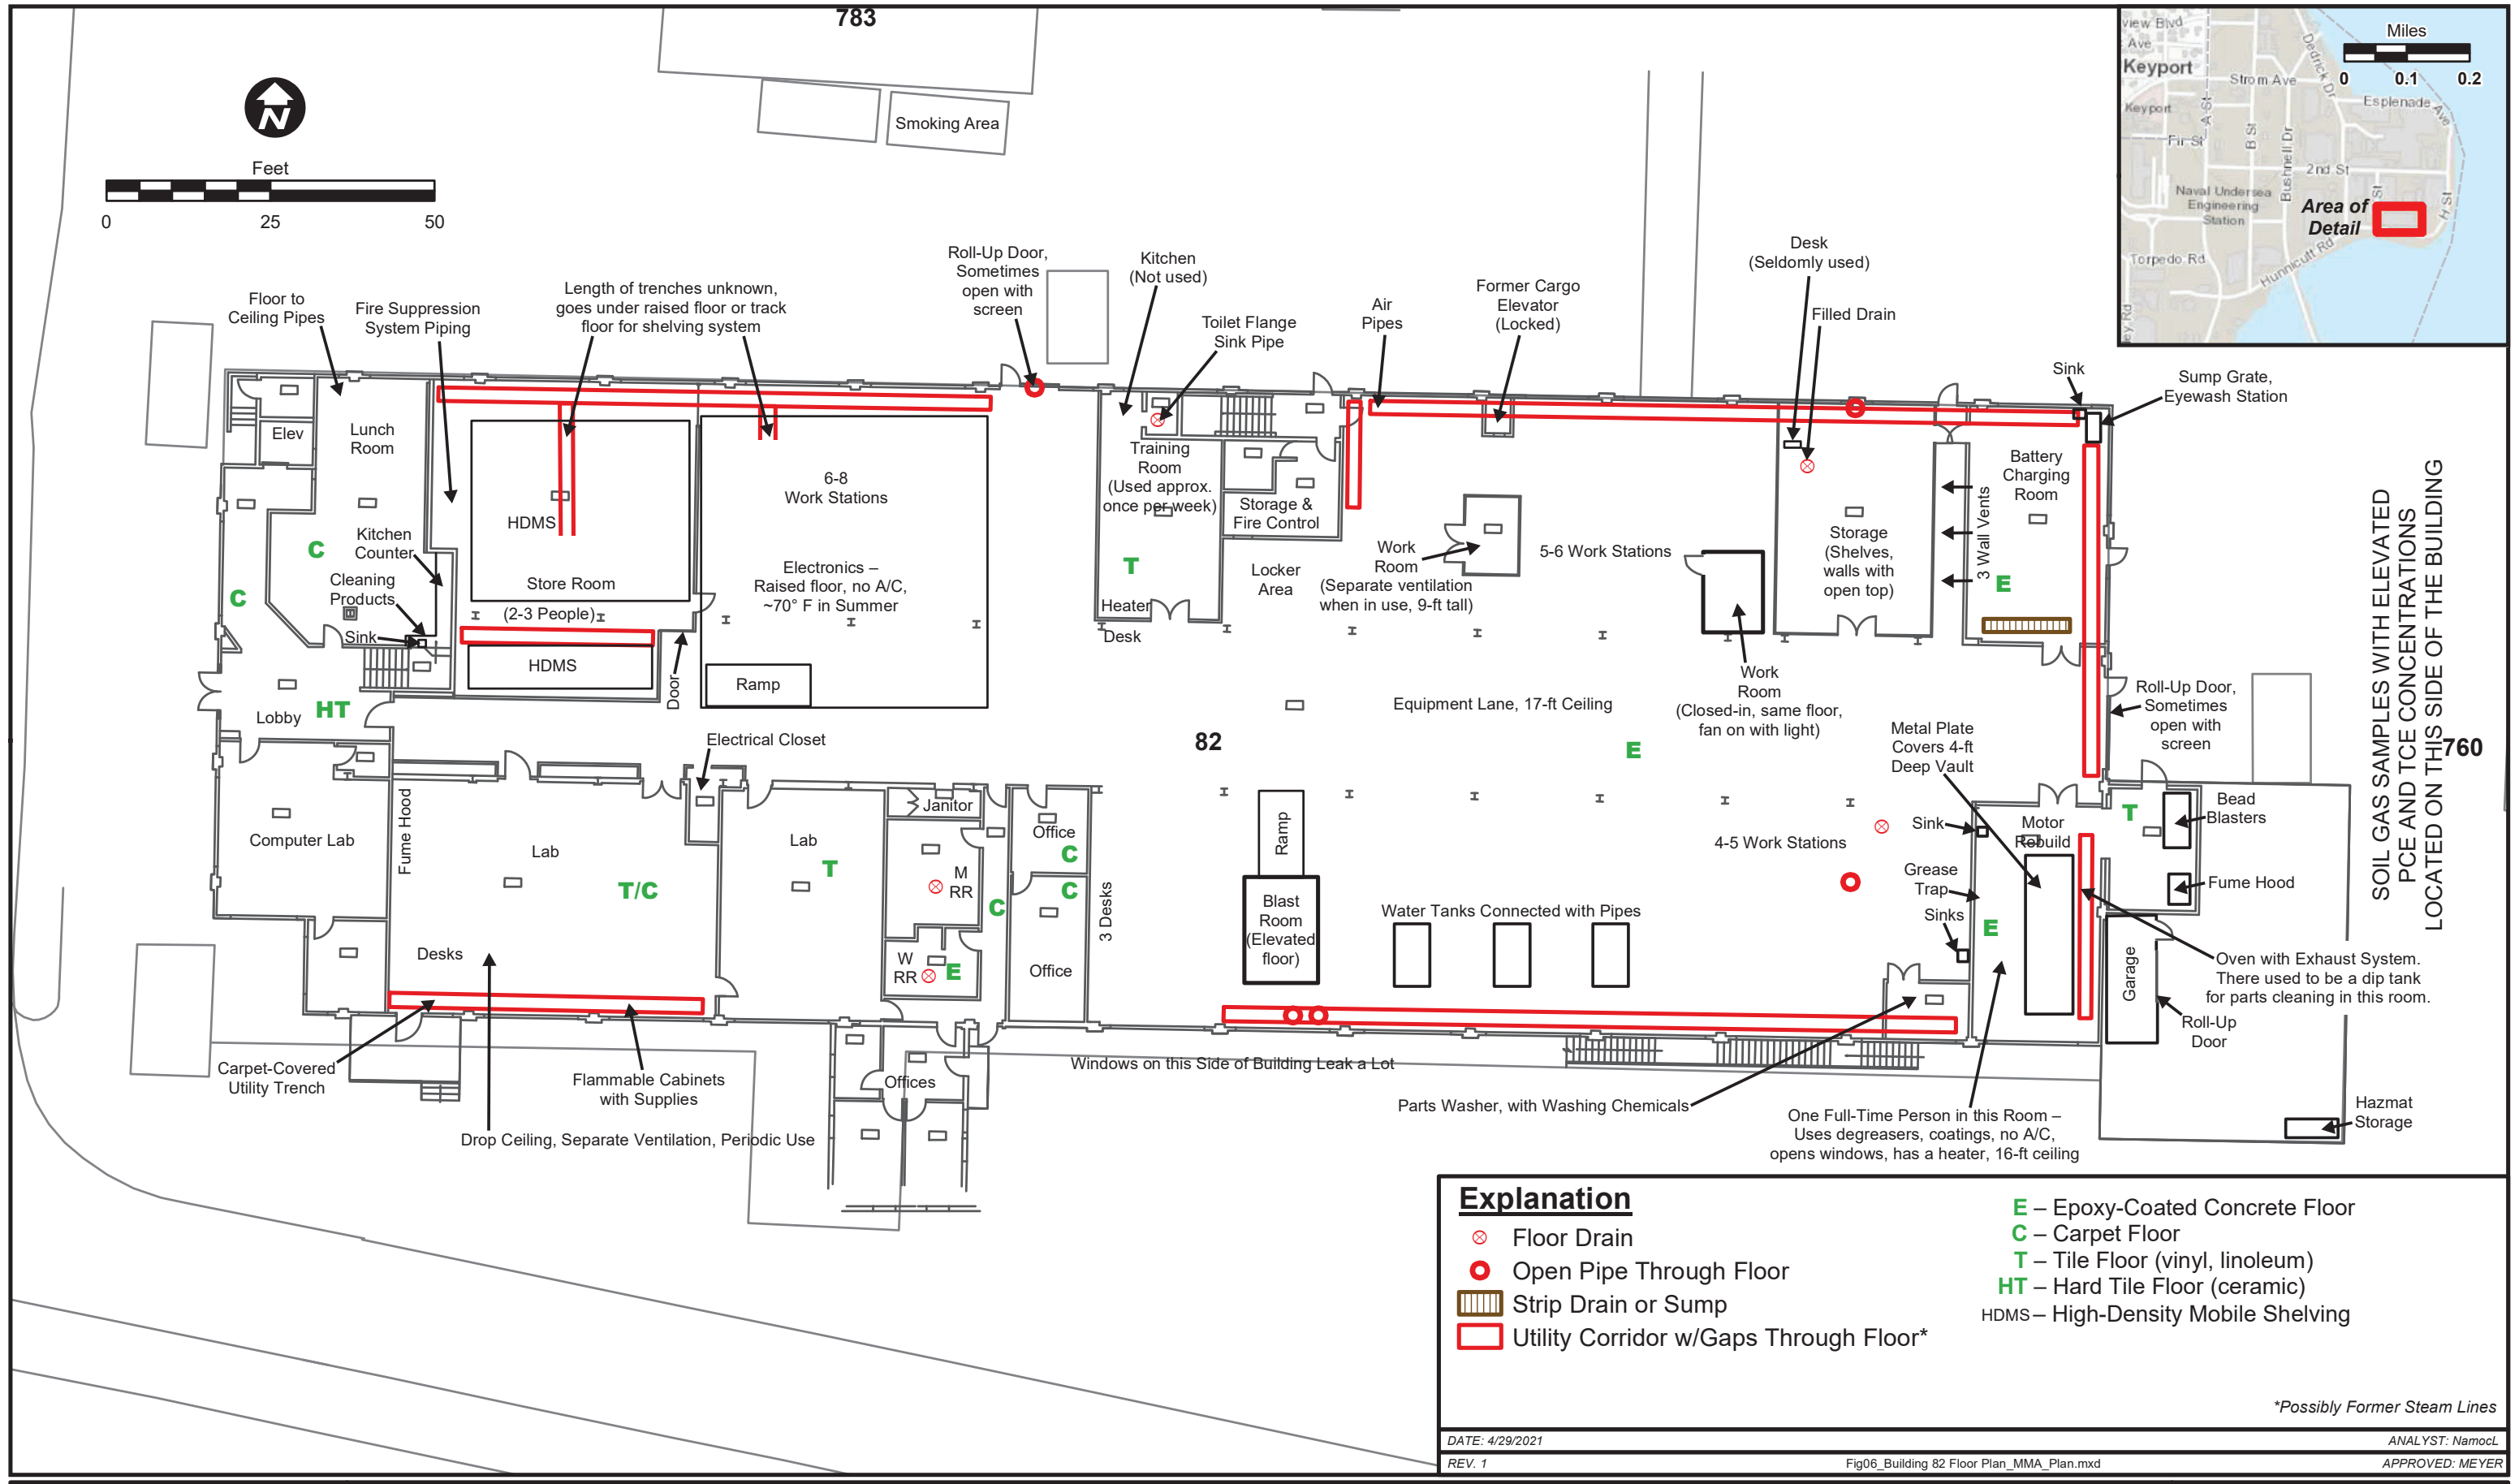 783
Smoking Area
Feet
0
25
50
view Blvd
Ave
Keyport
Keyport
A St
Fir St
Strom Ave
Dedrick Dr
Esplenade Ave
B St
Bushnell Dr
2nd St
St
H St
Naval Undersea
Engineering
Station
Area of
Detail
Torpedo Rd
Hunnicutt Rd
ey Rd
Miles
0
0.1
0.2
Floor to
Ceiling Pipes
Fire Suppression
System Piping
Length of trenches unknown,
goes under raised floor or track
floor for shelving system
Roll-Up Door,
Sometimes
open with
screen
Kitchen
(Not used)
Toilet Flange
Sink Pipe
Air
Pipes
Former Cargo
Elevator
(Locked)
Desk
(Seldomly used)
Filled Drain
Sink
Sump Grate,
Eyewash Station
Elev
Lunch
Room
C
C
Kitchen
Counter
Cleaning
Products
Sink
HDMS
Store Room
(2-3 People)
HDMS
Door
6-8
Work Stations
Electronics –
Raised floor, no A/C,
~70° F in Summer
Ramp
Training
Room
(Used approx.
once per week)
T
Heater
Desk
Storage &
Fire Control
Locker
Area
Work
Room
(Separate ventilation
when in use, 9-ft tall)
5-6 Work Stations
Work
Room
(Closed-in, same floor,
fan on with light)
Storage
(Shelves,
walls with
open top)
3 Wall Vents
Battery
Charging
Room
E
SOIL GAS SAMPLES WITH ELEVATED
PCE AND TCE CONCENTRATIONS
LOCATED ON THIS SIDE OF THE BUILDING
Roll-Up Door,
Sometimes
open with
screen
760
Lobby
HT
Equipment Lane, 17-ft Ceiling
82
E
Electrical Closet
Computer Lab
Fume Hood
Lab
T/C
Desks
Lab
T
Janitor
M
RR
W
RR
E
C
Office
C
C
Office
3 Desks
Ramp
Blast
Room
(Elevated
floor)
Water Tanks Connected with Pipes
4-5 Work Stations
Metal Plate
Covers 4-ft
Deep Vault
Sink
Grease
Trap
Sinks
Motor
Rebuild
E
T
Bead
Blasters
Fume Hood
Garage
Oven with Exhaust System.
There used to be a dip tank
for parts cleaning in this room.
Roll-Up
Door
Hazmat
Storage
Carpet-Covered
Utility Trench
Flammable Cabinets
with Supplies
Drop Ceiling, Separate Ventilation, Periodic Use
Offices
Windows on this Side of Building Leak a Lot
Parts Washer, with Washing Chemicals
One Full-Time Person in this Room –
Uses degreasers, coatings, no A/C,
opens windows, has a heater, 16-ft ceiling
Explanation
Floor Drain
Open Pipe Through Floor
Strip Drain or Sump
Utility Corridor w/Gaps Through Floor*
E – Epoxy-Coated Concrete Floor
C – Carpet Floor
T – Tile Floor (vinyl, linoleum)
HT – Hard Tile Floor (ceramic)
HDMS – High-Density Mobile Shelving
*Possibly Former Steam Lines
DATE: 4/29/2021
ANALYST: NamocL
REV. 1
Fig06_Building 82 Floor Plan_MMA_Plan.mxd
APPROVED: MEYER
N